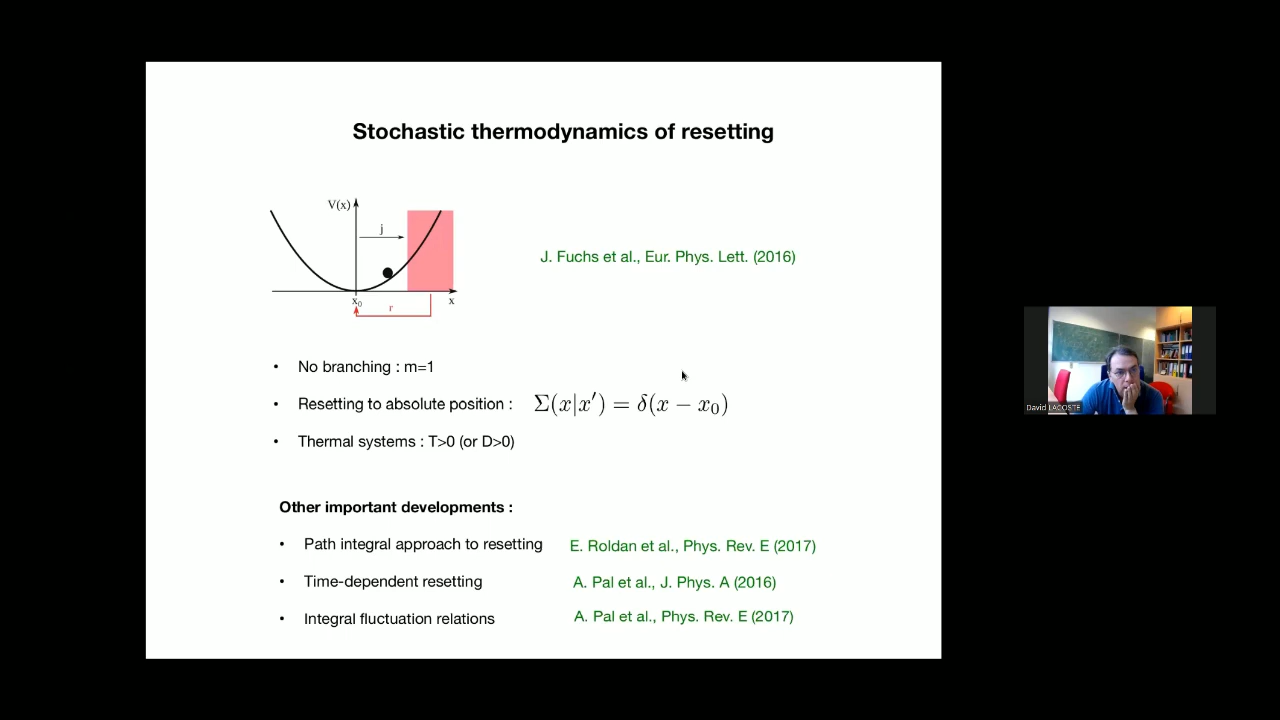 Stochastic thermodynamics of resetting
V(x)
j
x₀
r
x
J. Fuchs et al., Eur. Phys. Lett. (2016)
• No branching : m=1
• Resetting to absolute position : Σ(x|x′) = δ(x − x₀)
• Thermal systems : T>0 (or D>0)
Other important developments :
• Path integral approach to resetting E. Roldan et al., Phys. Rev. E (2017)
• Time-dependent resetting A. Pal et al., J. Phys. A (2016)
• Integral fluctuation relations A. Pal et al., Phys. Rev. E (2017)
David LACOSTE